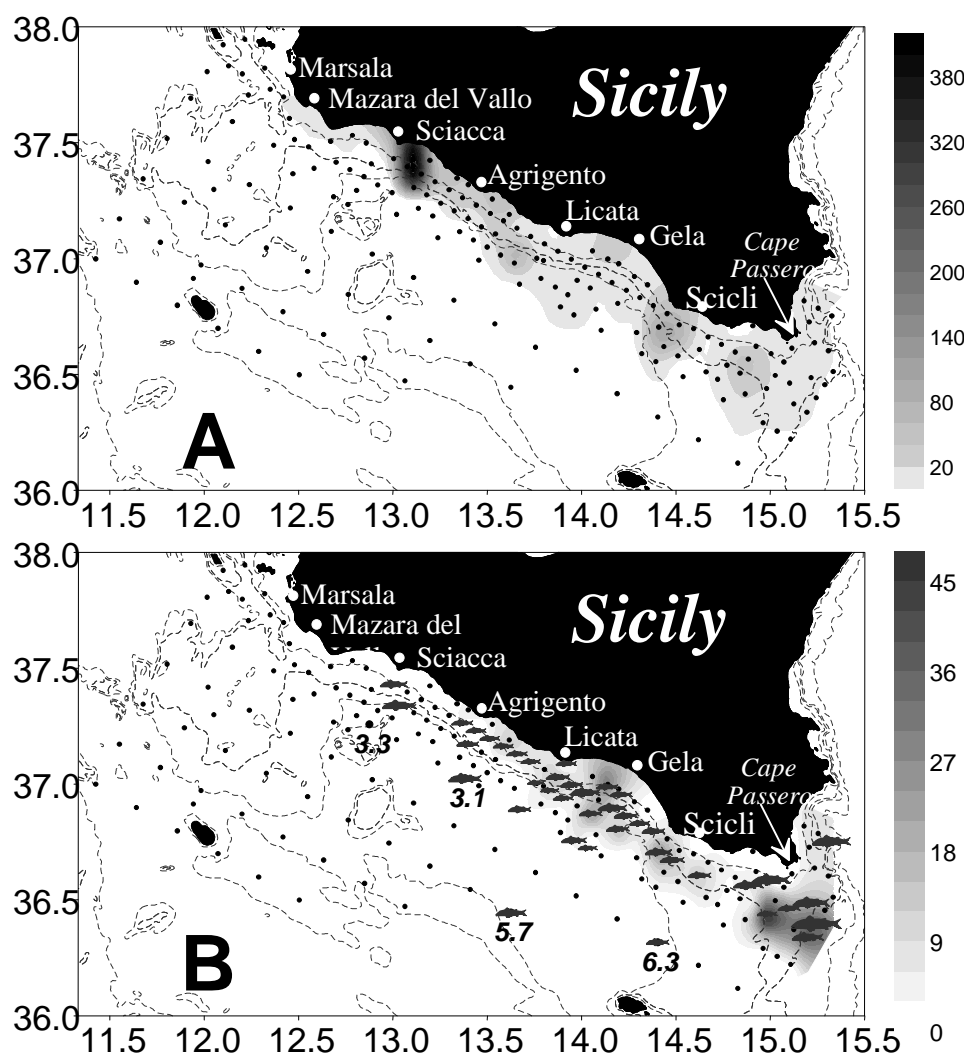 38.0
Marsala
Sicily
380
Mazara del Vallo
37.5
Sciacca
320
Agrigento
260
Licata
37.0
Gela
Cape
Passero
200
Scicli
140
36.5
A
80
20
36.0
11.5 12.0 12.5 13.0 13.5 14.0 14.5 15.0 15.5
38.0
Marsala
Sicily
45
Mazara del
37.5
Sciacca
36
Agrigento
Licata
3.3
37.0
Gela
27
Cape
Passero
3.1
Scicli
18
36.5
5.7
B
6.3
9
36.0
0
11.5 12.0 12.5 13.0 13.5 14.0 14.5 15.0 15.5